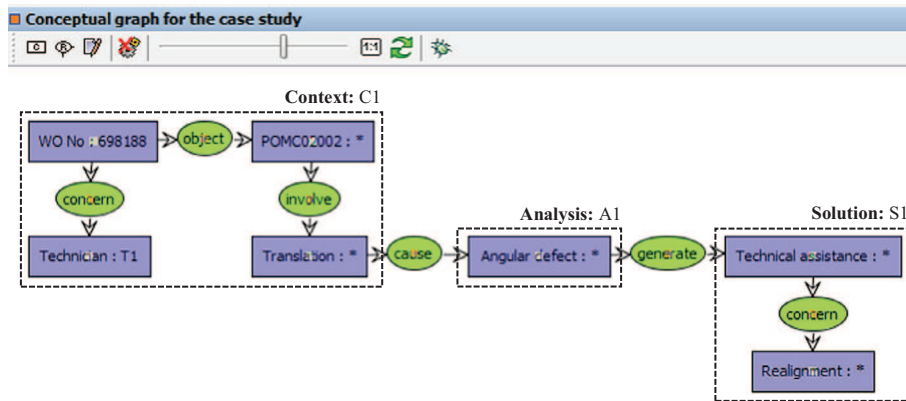 Conceptual graph for the case study
C R 1:1
Context: C1
WO No : 698188 object POMC02002 : *
concern involve
Analysis: A1 Solution: S1
Technician : T1 Translation : * cause Angular defect : * generate Technical assistance : *
concern
Realignment : *